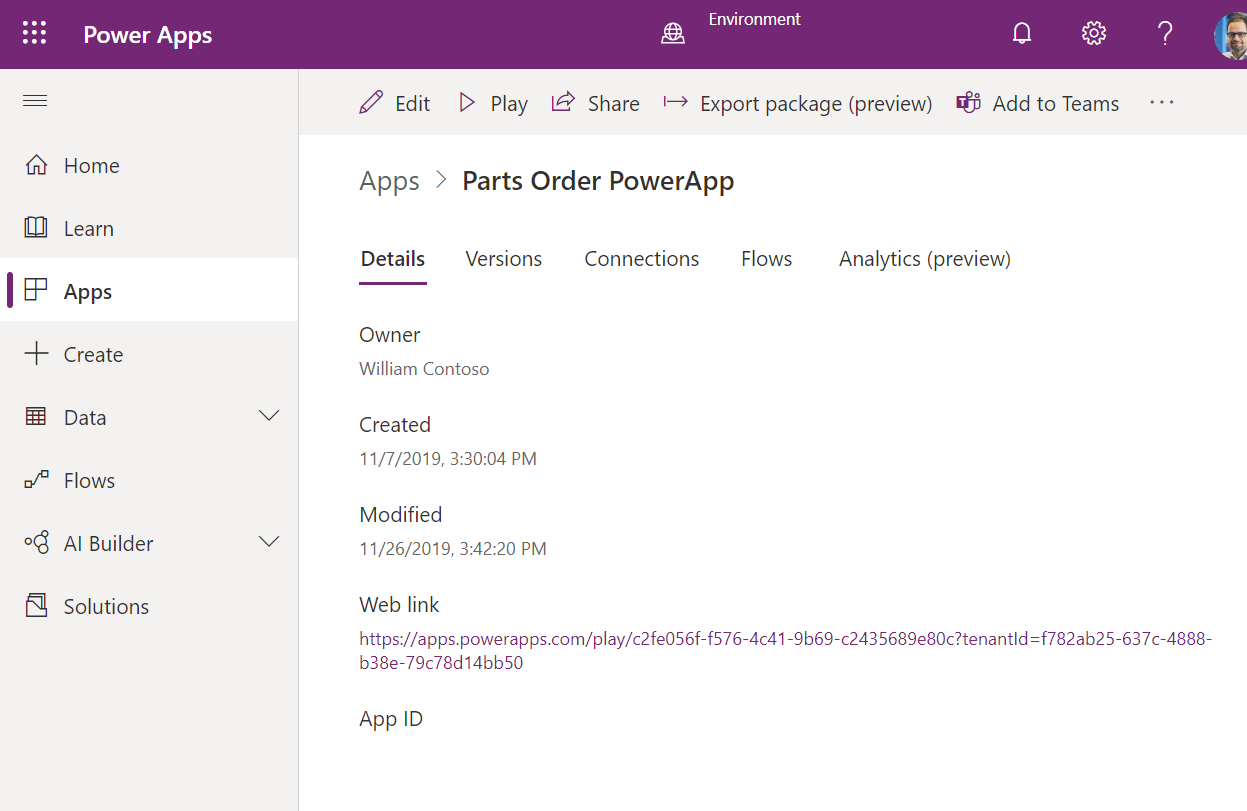 Power Apps
Environment
Edit
Play
Share
Export package (preview)
Add to Teams
Home
Learn
Apps
Create
Data
Flows
AI Builder
Solutions
Apps > Parts Order PowerApp
Details
Versions
Connections
Flows
Analytics (preview)
Owner
William Contoso
Created
11/7/2019, 3:30:04 PM
Modified
11/26/2019, 3:42:20 PM
Web link
https://apps.powerapps.com/play/c2fe056f-f576-4c41-9b69-c2435689e80c?tenantId=f782ab25-637c-4888-
b38e-79c78d14bb50
App ID